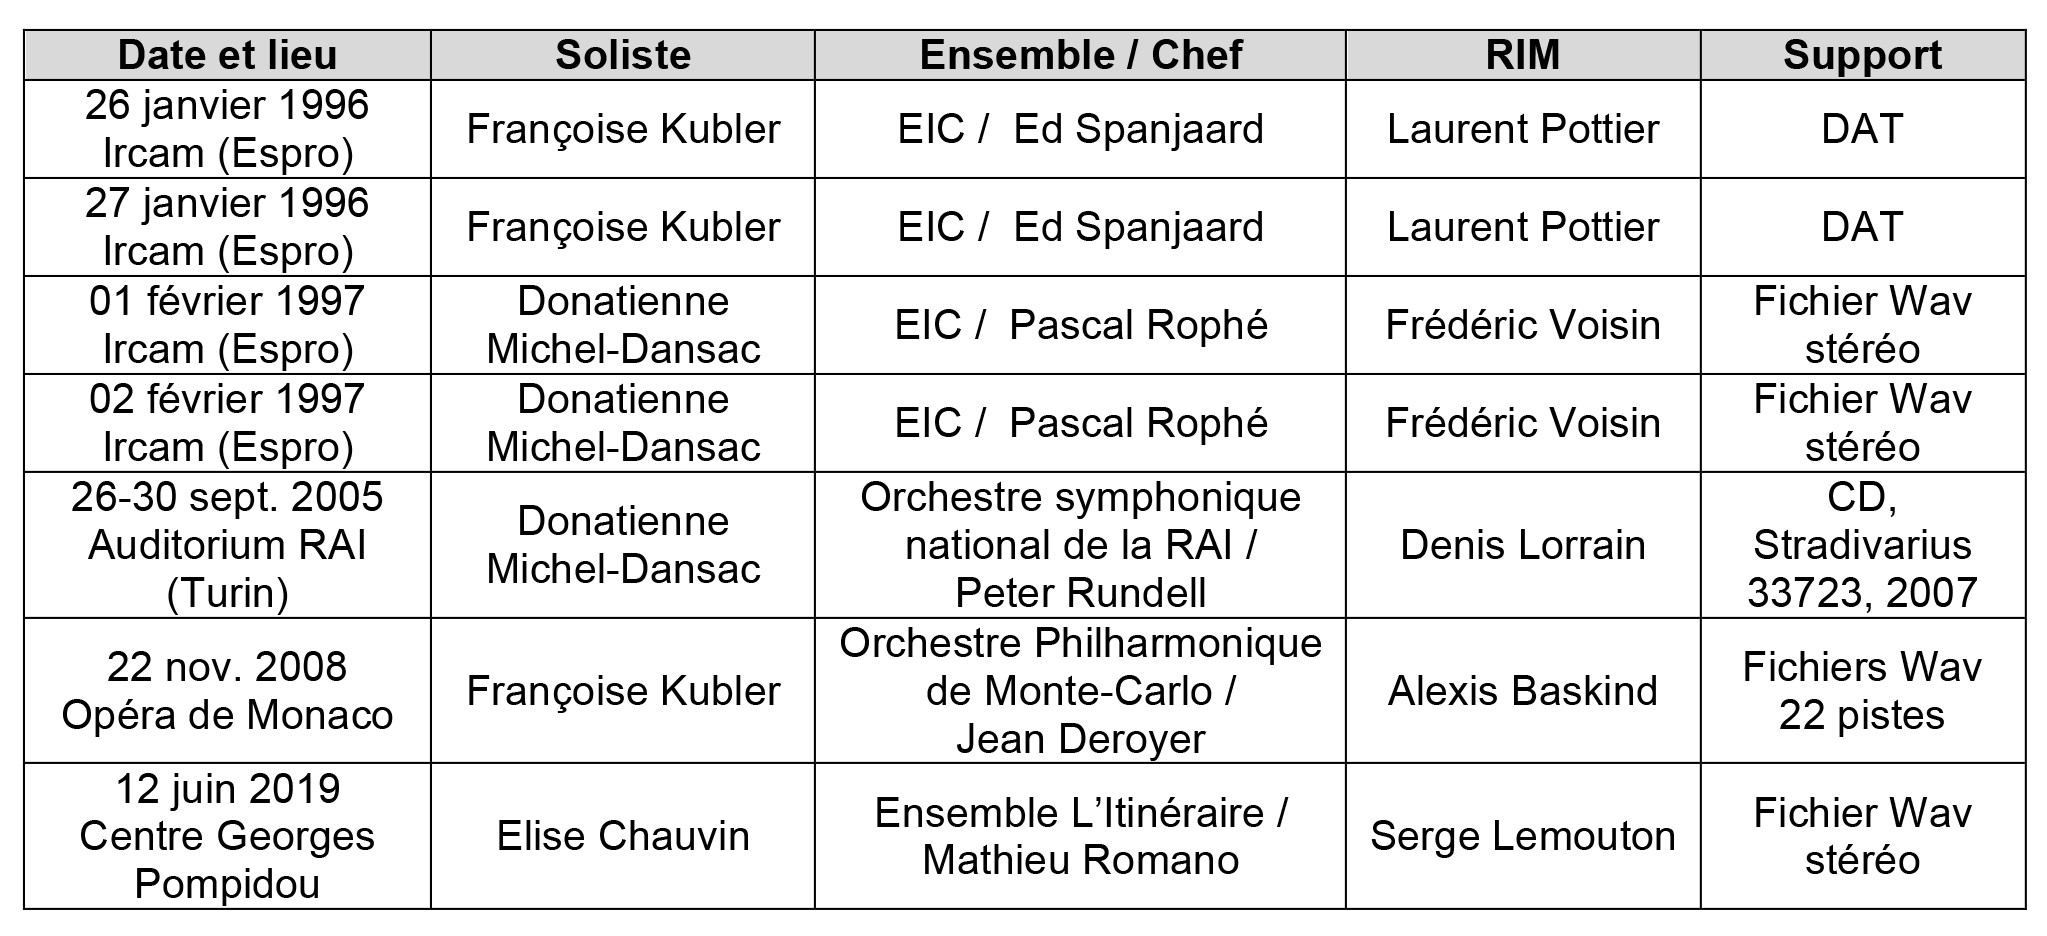 Date et lieu
Soliste
Ensemble / Chef
RIM
Support
26 janvier 1996
Ircam (Espro)
Françoise Kubler
EIC /  Ed Spanjaard
Laurent Pottier
DAT
27 janvier 1996
Ircam (Espro)
Françoise Kubler
EIC /  Ed Spanjaard
Laurent Pottier
DAT
01 février 1997
Ircam (Espro)
Donatienne
Michel-Dansac
EIC /  Pascal Rophé
Frédéric Voisin
Fichier Wav
stéréo
02 février 1997
Ircam (Espro)
Donatienne
Michel-Dansac
EIC /  Pascal Rophé
Frédéric Voisin
Fichier Wav
stéréo
26-30 sept. 2005
Auditorium RAI
(Turin)
Donatienne
Michel-Dansac
Orchestre symphonique
national de la RAI /
Peter Rundell
Denis Lorrain
CD,
Stradivarius
33723, 2007
22 nov. 2008
Opéra de Monaco
Françoise Kubler
Orchestre Philharmonique
de Monte-Carlo /
Jean Deroyer
Alexis Baskind
Fichiers Wav
22 pistes
12 juin 2019
Centre Georges
Pompidou
Elise Chauvin
Ensemble L’Itinéraire /
Mathieu Romano
Serge Lemouton
Fichier Wav
stéréo